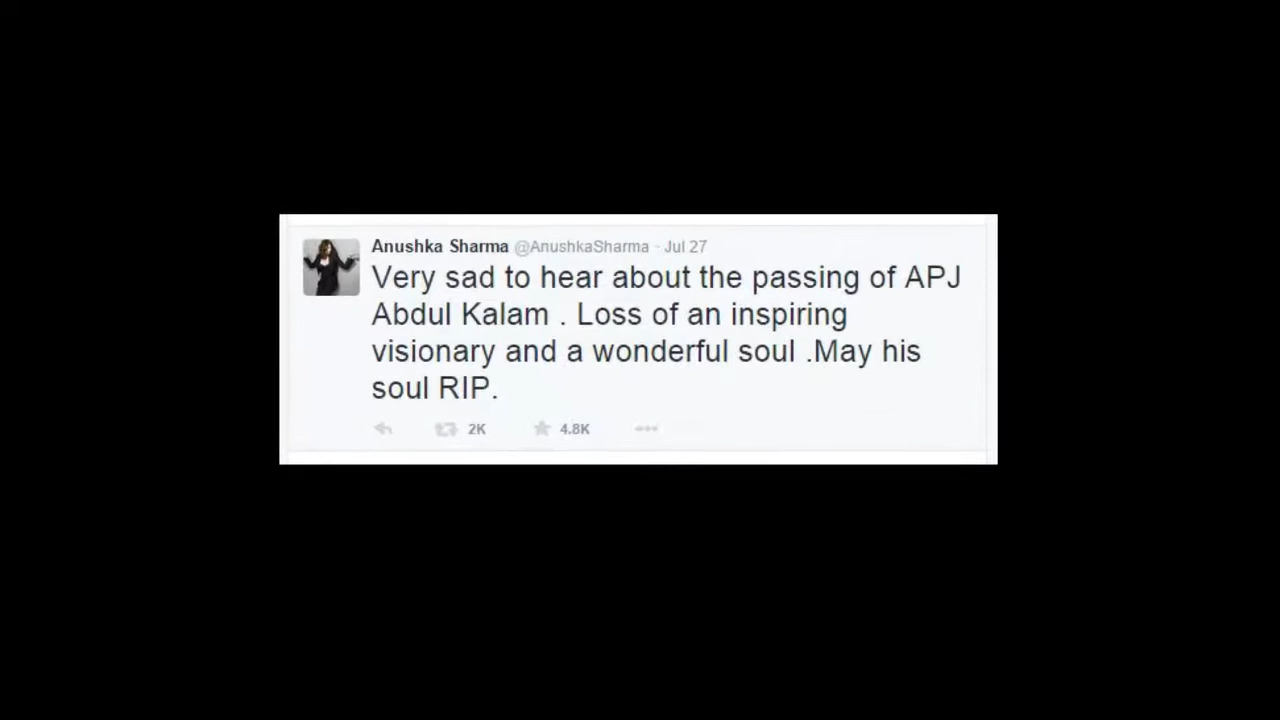 Anushka Sharma @AnushkaSharma · Jul 27
Very sad to hear about the passing of APJ
Abdul Kalam . Loss of an inspiring
visionary and a wonderful soul .May his
soul RIP.
2K 4.8K